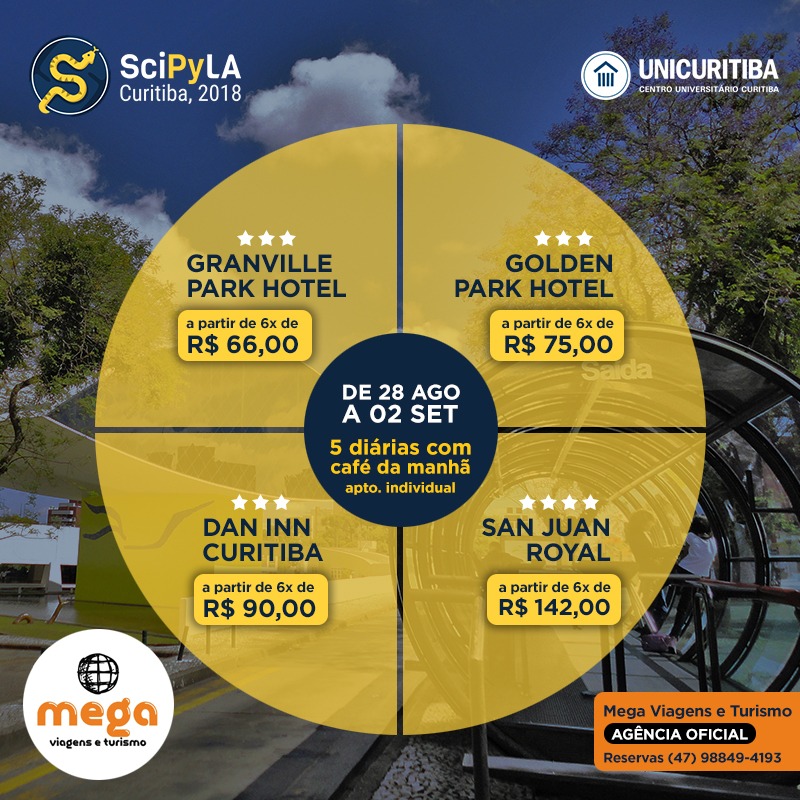 SciPyLA
Curitiba, 2018
UNICURITIBA
CENTRO UNIVERSITÁRIO CURITIBA
GRANVILLE
PARK HOTEL
a partir de 6x de
R$ 66,00
GOLDEN
PARK HOTEL
a partir de 6x de
R$ 75,00
Saída
DE 28 AGO
A 02 SET
5 diárias com
café da manhã
apto. individual
DAN INN
CURITIBA
a partir de 6x de
R$ 90,00
SAN JUAN
ROYAL
a partir de 6x de
R$ 142,00
mega
viagens e turismo
Mega Viagens e Turismo
AGÊNCIA OFICIAL
Reservas (47) 98849-4193